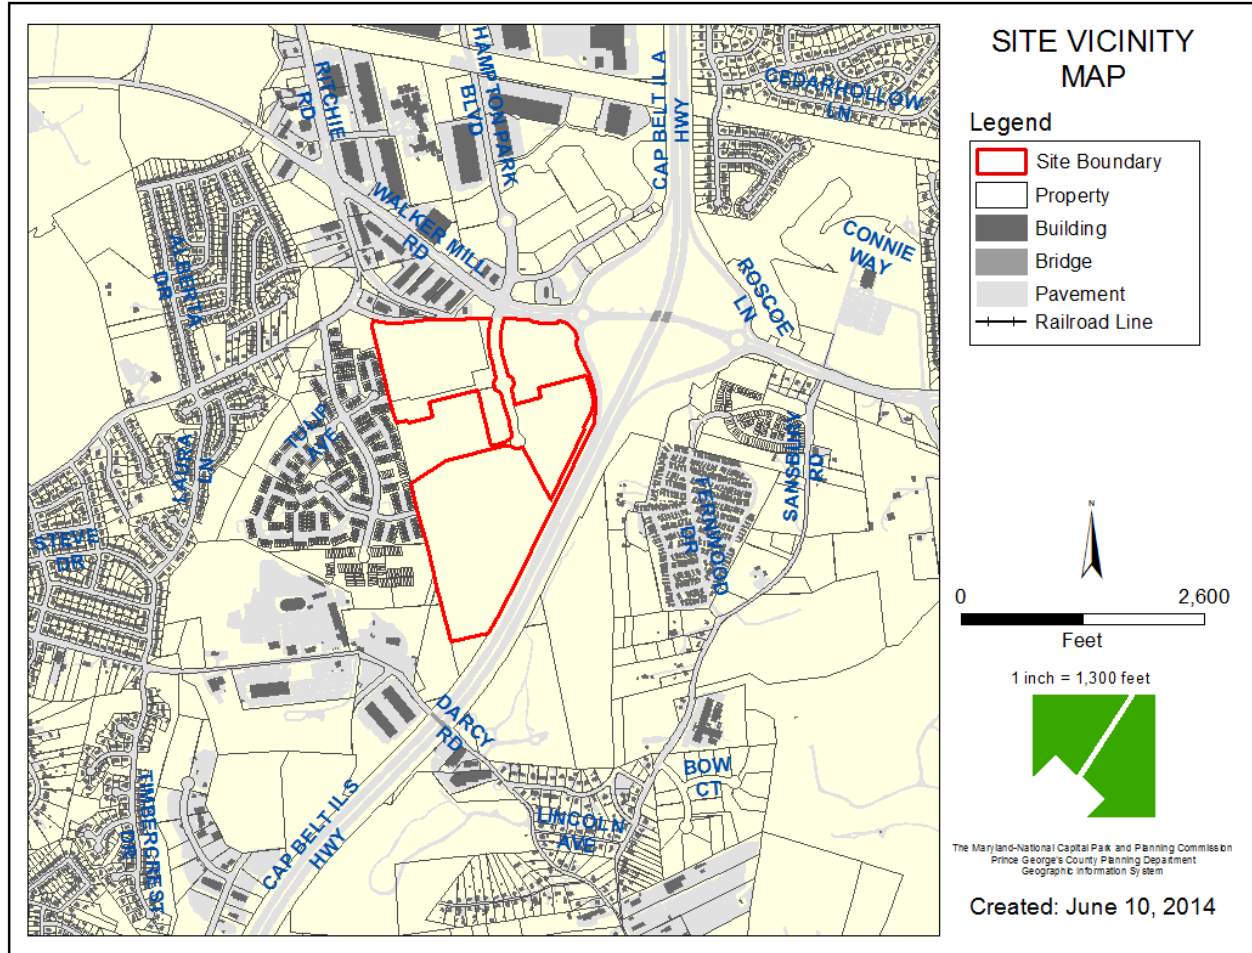 SITE VICINITY
MAP
Legend
Site Boundary
Property
Building
Bridge
Pavement
Railroad Line
N
0 2,600
Feet
1 inch = 1,300 feet
The Maryland-National Capital Park and Planning Commission
Prince George's County Planning Department
Geographic Information System
Created: June 10, 2014
RITCHIE
RD
HAMPTON PARK
BLVD
CAP BELT IL A
HWY
CEDARHOLLOW
LN
WALKER MILL
RD
ALBERTA
DR
CONNIE
WAY
ROSCOE
LN
TULIP
AVE
LAURA
LN
SANSBURY
RD
FERNWOOD
DR
STEVE
DR
DARCY
RD
BOW
CT
LINCOLN
AVE
TIMBERCREST
DR
CAP BELT IL S
HWY